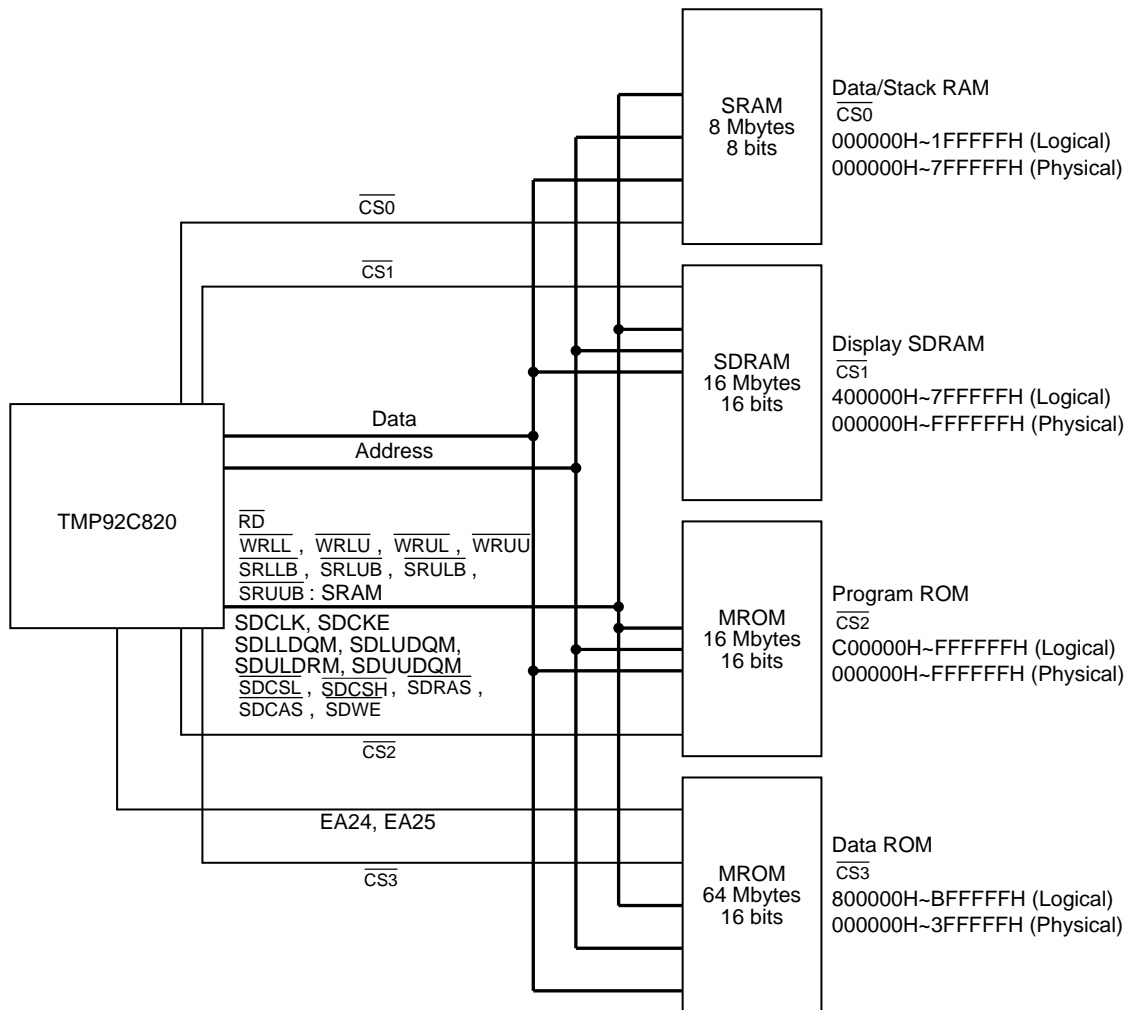 SRAM
8 Mbytes
8 bits
Data/Stack RAM
CS0
000000H~1FFFFFH (Logical)
000000H~7FFFFFH (Physical)
CS0
CS1
SDRAM
16 Mbytes
16 bits
Display SDRAM
CS1
400000H~7FFFFFH (Logical)
000000H~FFFFFFH (Physical)
Data
Address
TMP92C820
RD
WRLL , WRLU , WRUL , WRUU
SRLLB , SRLUB , SRULB ,
SRUUB : SRAM
SDCLK, SDCKE
SDLLDQM, SDLUDQM,
SDULDRM, SDUUDQM
SDCSL , SDCSH , SDRAS ,
SDCAS , SDWE
CS2
MROM
16 Mbytes
16 bits
Program ROM
CS2
C00000H~FFFFFFH (Logical)
000000H~FFFFFFH (Physical)
EA24, EA25
CS3
MROM
64 Mbytes
16 bits
Data ROM
CS3
800000H~BFFFFFH (Logical)
000000H~3FFFFFH (Physical)